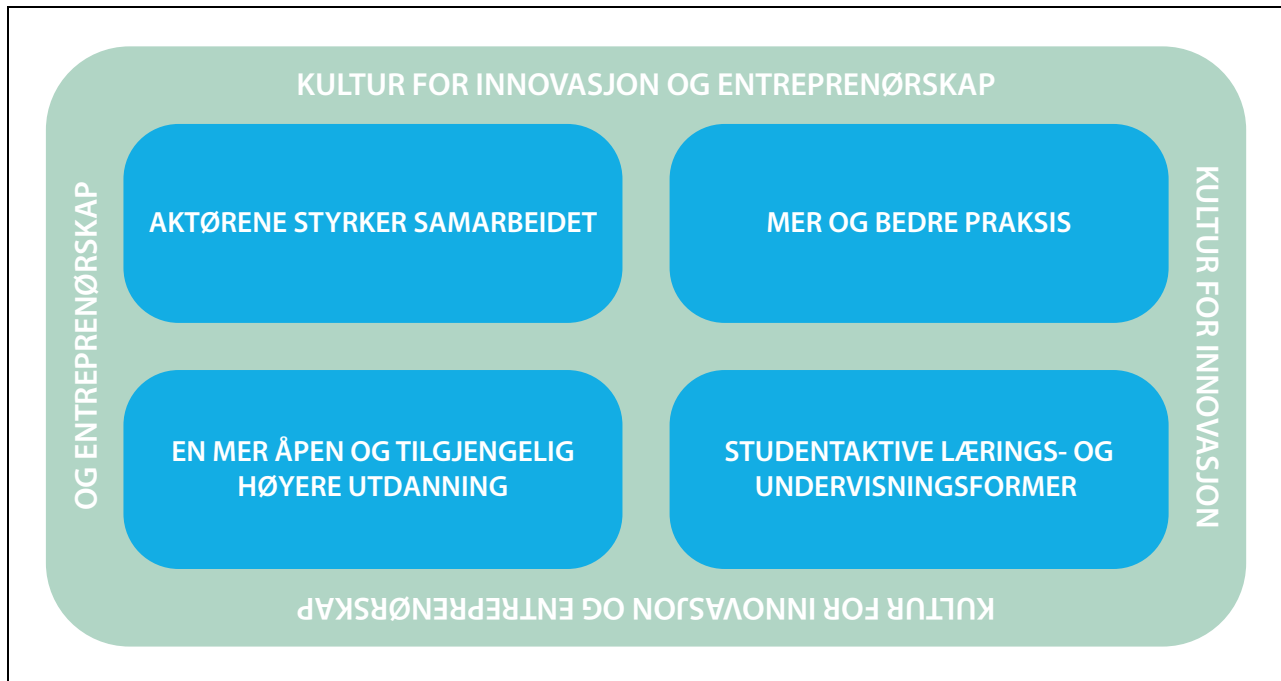 KULTUR FOR INNOVASJON OG ENTREPRENØRSKAP
AKTØRENE STYRKER SAMARBEIDET
MER OG BEDRE PRAKSIS
EN MER ÅPEN OG TILGJENGELIG
HØYERE UTDANNING
STUDENTAKTIVE LÆRINGS- OG
UNDERVISNINGSFORMER
KULTUR FOR INNOVASJON
KULTUR FOR INNOVASJON OG ENTREPRENØRSKAP
OG ENTREPRENØRSKAP